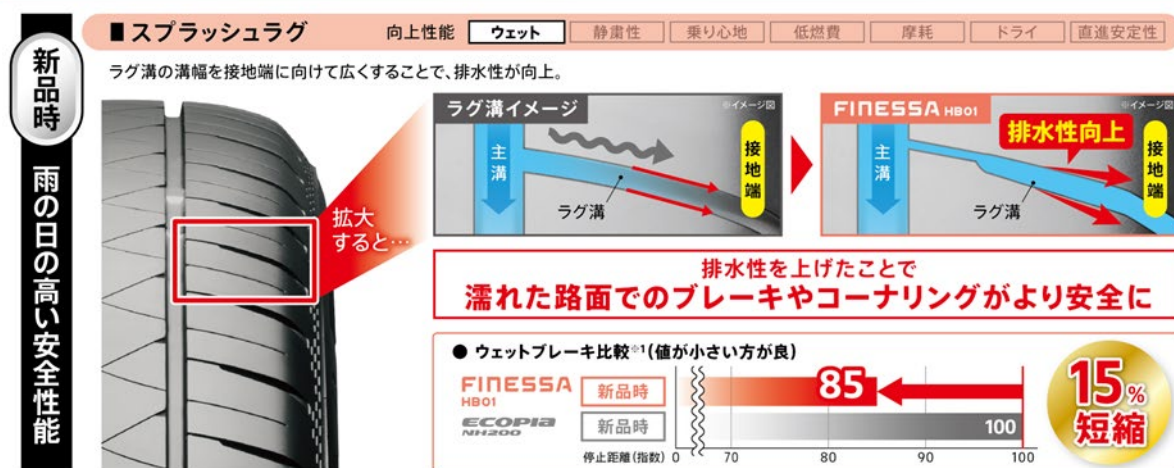 新品時
雨の日の高い安全性能
■スプラッシュラグ
向上性能 ウェット 静粛性 乗り心地 低燃費 摩耗 ドライ 直進安定性
ラグ溝の溝幅を接地端に向けて広くすることで、排水性が向上。
拡大
すると…
ラグ溝イメージ
※イメージ図
主溝
ラグ溝
接地端
FINESSA HB01
※イメージ図
排水性向上
主溝
ラグ溝
接地端
排水性を上げたことで
濡れた路面でのブレーキやコーナリングがより安全に
● ウェットブレーキ比較※1(値が小さい方が良)
FINESSA
HB01
新品時
85
ECOPIA
NH200
新品時
100
停止距離(指数) 0 70 80 90 100
15%
短縮